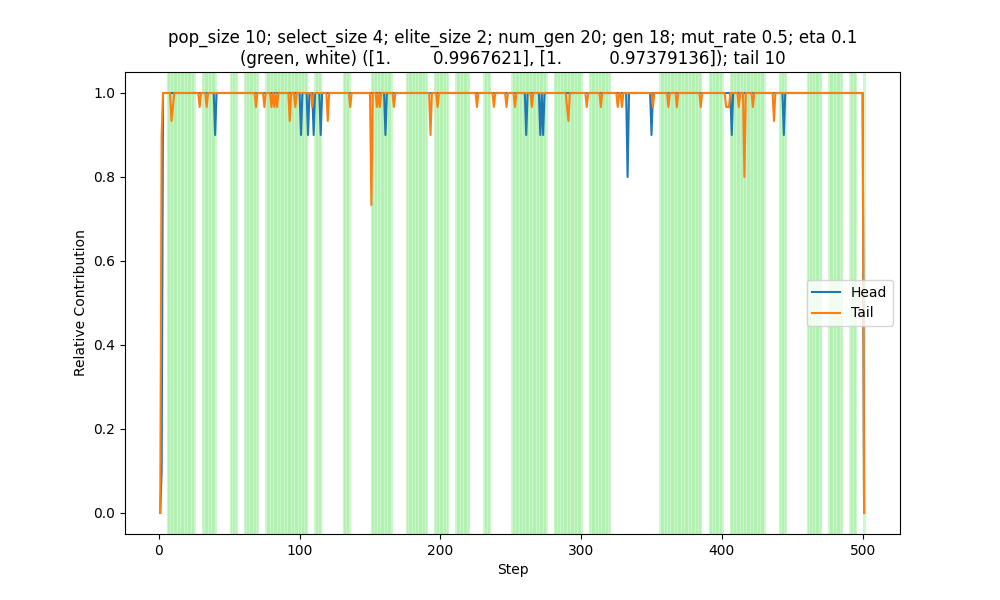 pop_size 10; select_size 4; elite_size 2; num_gen 20; gen 18; mut_rate 0.5; eta 0.1
(green, white) ([1.         0.9967621], [1.         0.97379136]); tail 10
1.0
0.8
0.6
0.4
0.2
0.0
Relative Contribution
Head
Tail
0
100
200
300
400
500
Step